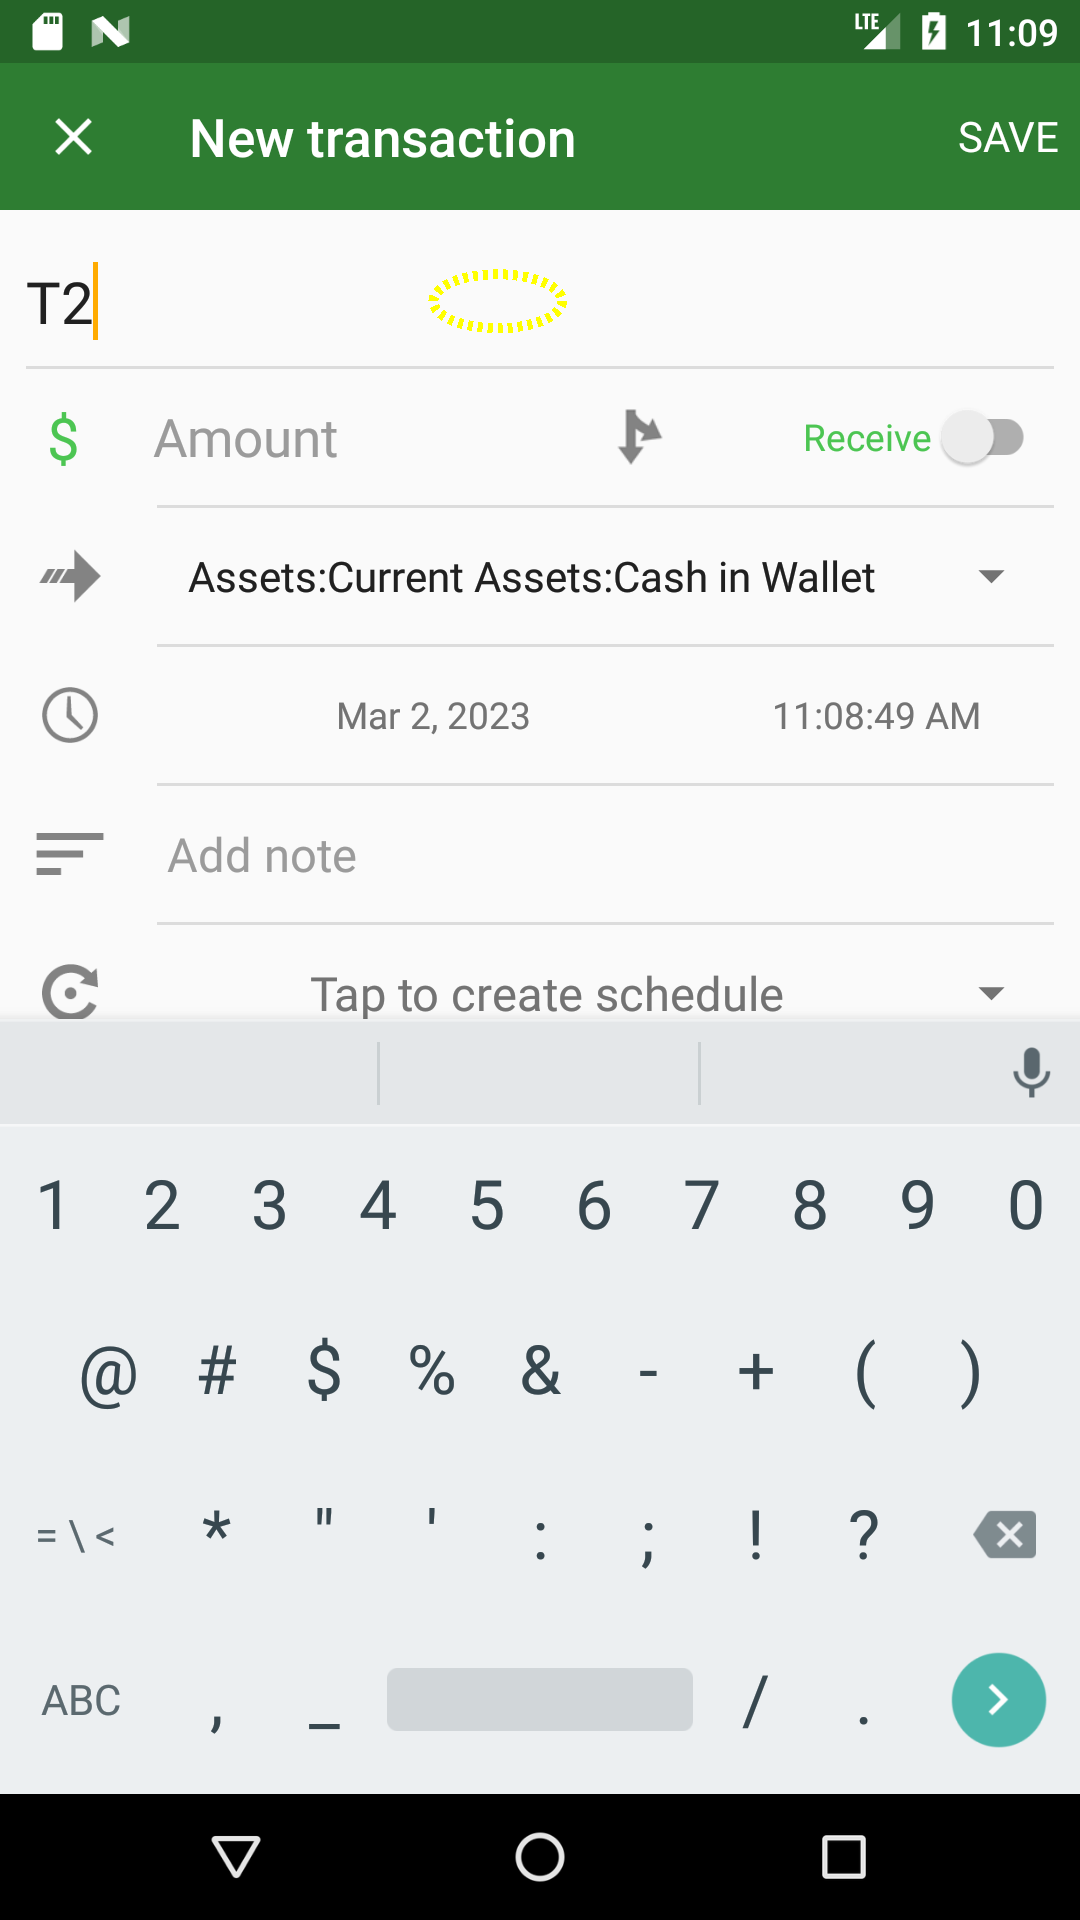 LTE 11:09
New transaction SAVE
T2
$ Amount Receive
Assets:Current Assets:Cash in Wallet
Mar 2, 2023 11:08:49 AM
Add note
Tap to create schedule
1 2 3 4 5 6 7 8 9 0
@ # $ % & - + ( )
= \ < * " ' : ; ! ?
ABC , _ / .